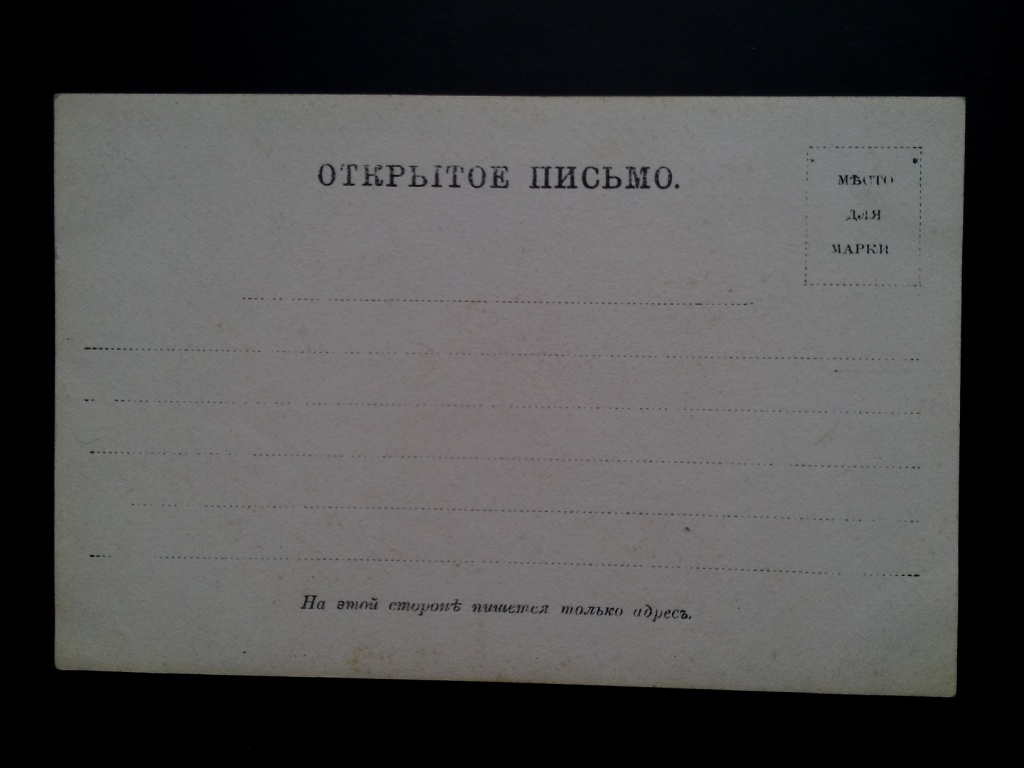 ОТКРЫТОЕ ПИСЬМО.
МѢСТО
ДЛЯ
МАРКИ
На этой сторонѣ пишется только адресъ.